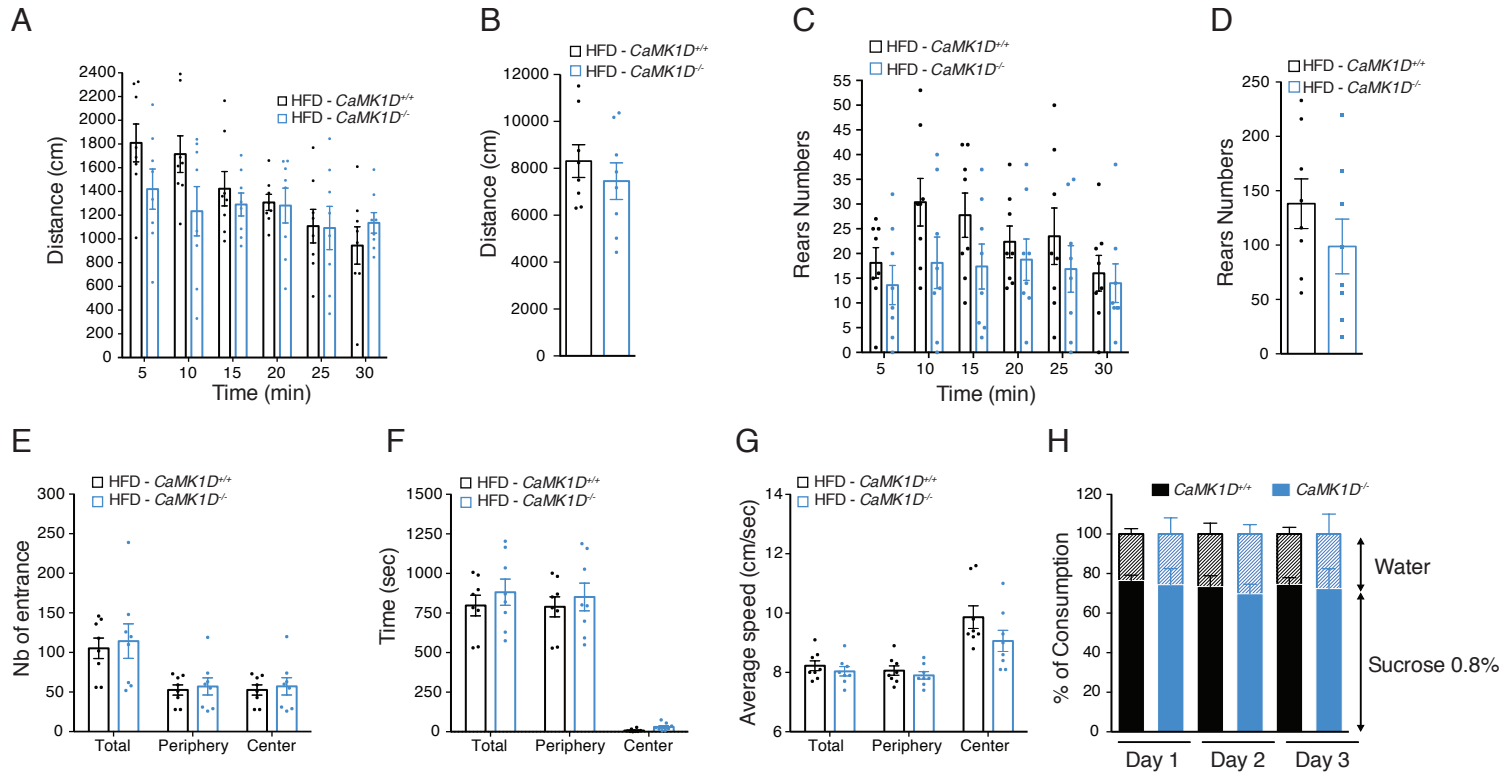 A
HFD - CaMK1D+/+
HFD - CaMK1D-/-
Distance (cm)
2400
2200
2000
1800
1600
1400
1200
1000
800
600
400
200
0
5 10 15 20 25 30
Time (min)
B
HFD - CaMK1D+/+
HFD - CaMK1D-/-
Distance (cm)
12000
10000
8000
6000
4000
2000
0
C
HFD - CaMK1D+/+
HFD - CaMK1D-/-
Rears Numbers
55
50
45
40
35
30
25
20
15
10
5
0
5 10 15 20 25 30
Time (min)
D
HFD - CaMK1D+/+
HFD - CaMK1D-/-
Rears Numbers
250
200
150
100
50
0
E
HFD - CaMK1D+/+
HFD - CaMK1D-/-
Nb of entrance
300
250
200
150
100
50
0
Total Periphery Center
F
HFD - CaMK1D+/+
HFD - CaMK1D-/-
Time (sec)
1500
1250
1000
750
500
250
0
Total Periphery Center
G
HFD - CaMK1D+/+
HFD - CaMK1D-/-
Average speed (cm/sec)
14
12
10
8
6
Total Periphery Center
H
CaMK1D+/+ CaMK1D-/-
% of Consumption
120
100
80
60
40
20
0
Water
Sucrose 0.8%
Day 1 Day 2 Day 3